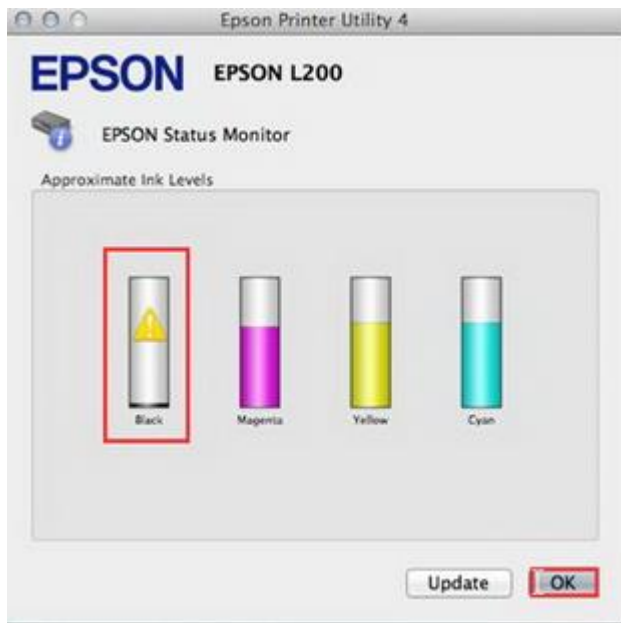 Epson Printer Utility 4
EPSON EPSON L200
EPSON Status Monitor
Approximate Ink Levels
Black Magenta Yellow Cyan
Update OK